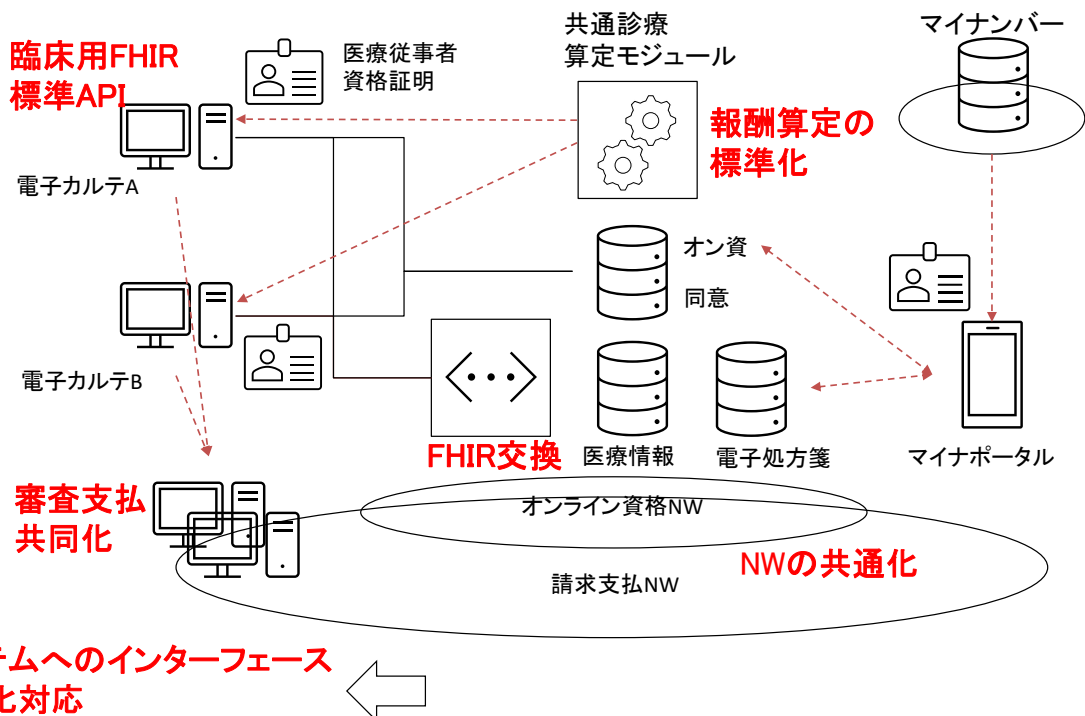 臨床用FHIR
標準API
医療従事者
資格証明
共通診療
算定モジュール
マイナンバー
報酬算定の
標準化
電子カルテA
オン資
同意
電子カルテB
FHIR交換
医療情報
電子処方箋
マイナポータル
審査支払
共同化
オンライン資格NW
NWの共通化
請求支払NW
テムへのインターフェース
化対応